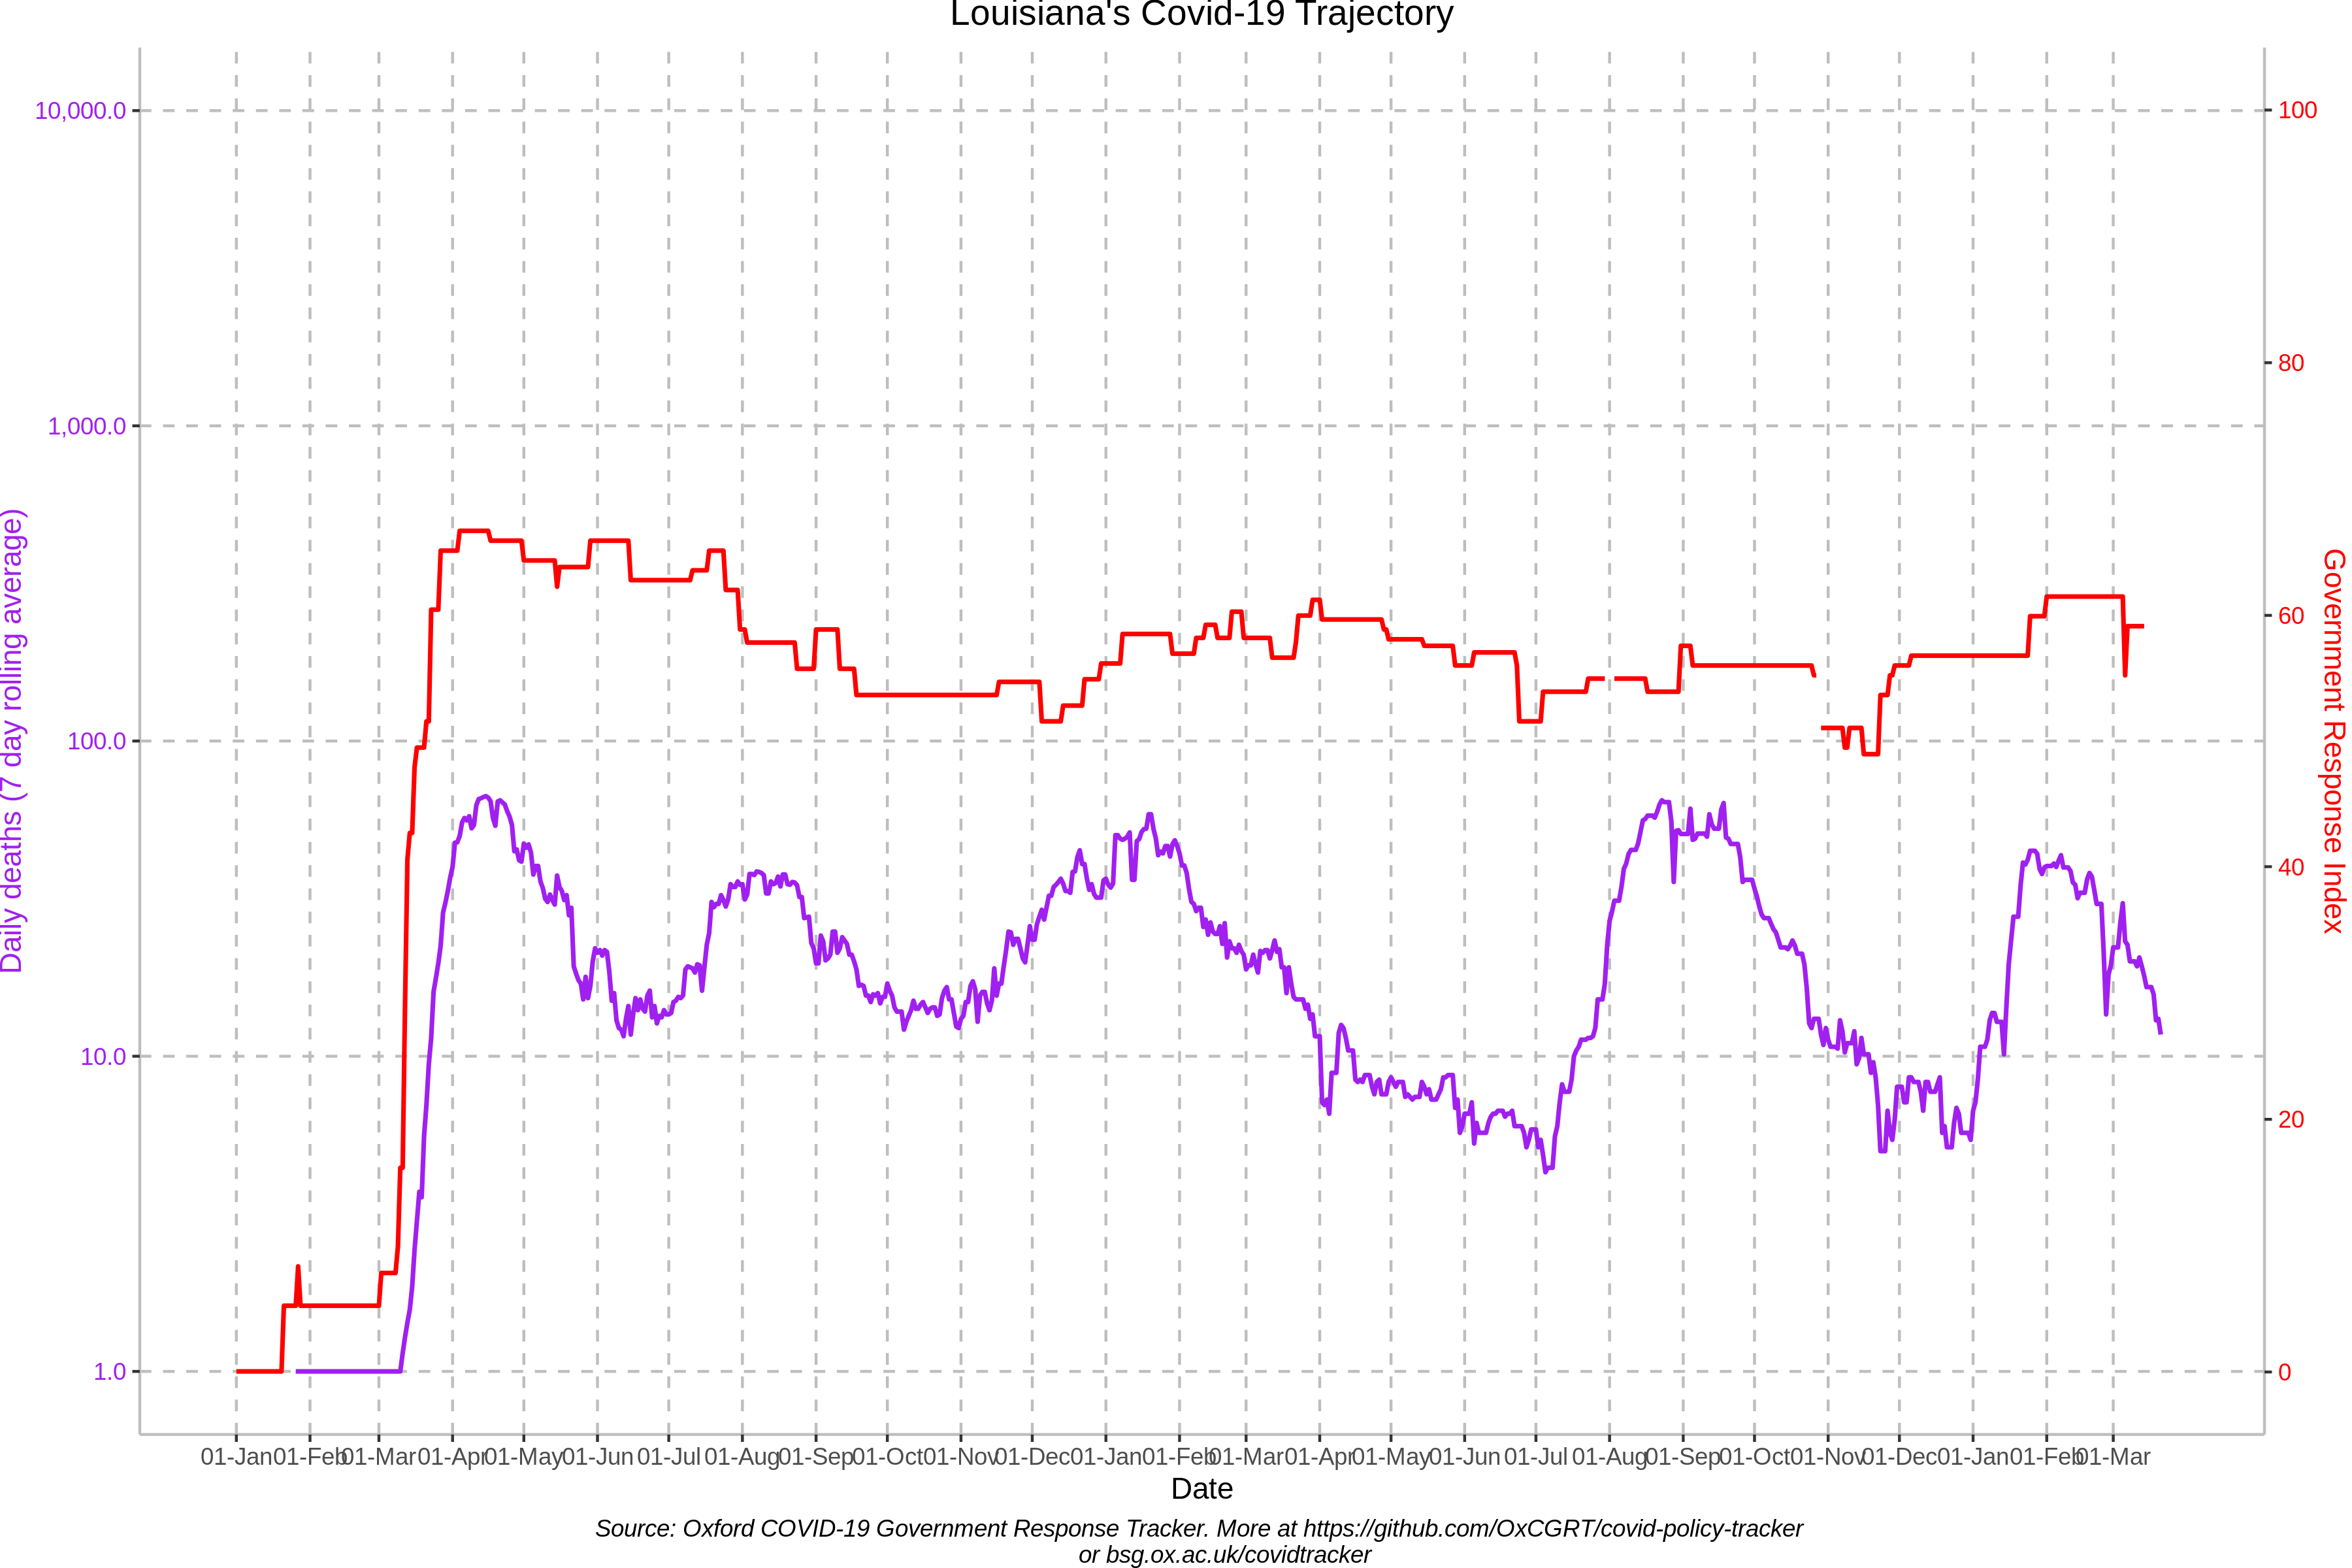 Louisiana's Covid-19 Trajectory
10,000.0
1,000.0
100.0
10.0
1.0
Daily deaths (7 day rolling average)
100
80
60
40
20
0
Government Response Index
01-Jan 01-Feb 01-Mar 01-Apr 01-May 01-Jun 01-Jul 01-Aug 01-Sep 01-Oct 01-Nov 01-Dec 01-Jan 01-Feb 01-Mar 01-Apr 01-May 01-Jun 01-Jul 01-Aug 01-Sep 01-Oct 01-Nov 01-Dec 01-Jan 01-Feb 01-Mar
Date
Source: Oxford COVID-19 Government Response Tracker. More at https://github.com/OxCGRT/covid-policy-tracker
or bsg.ox.ac.uk/covidtracker